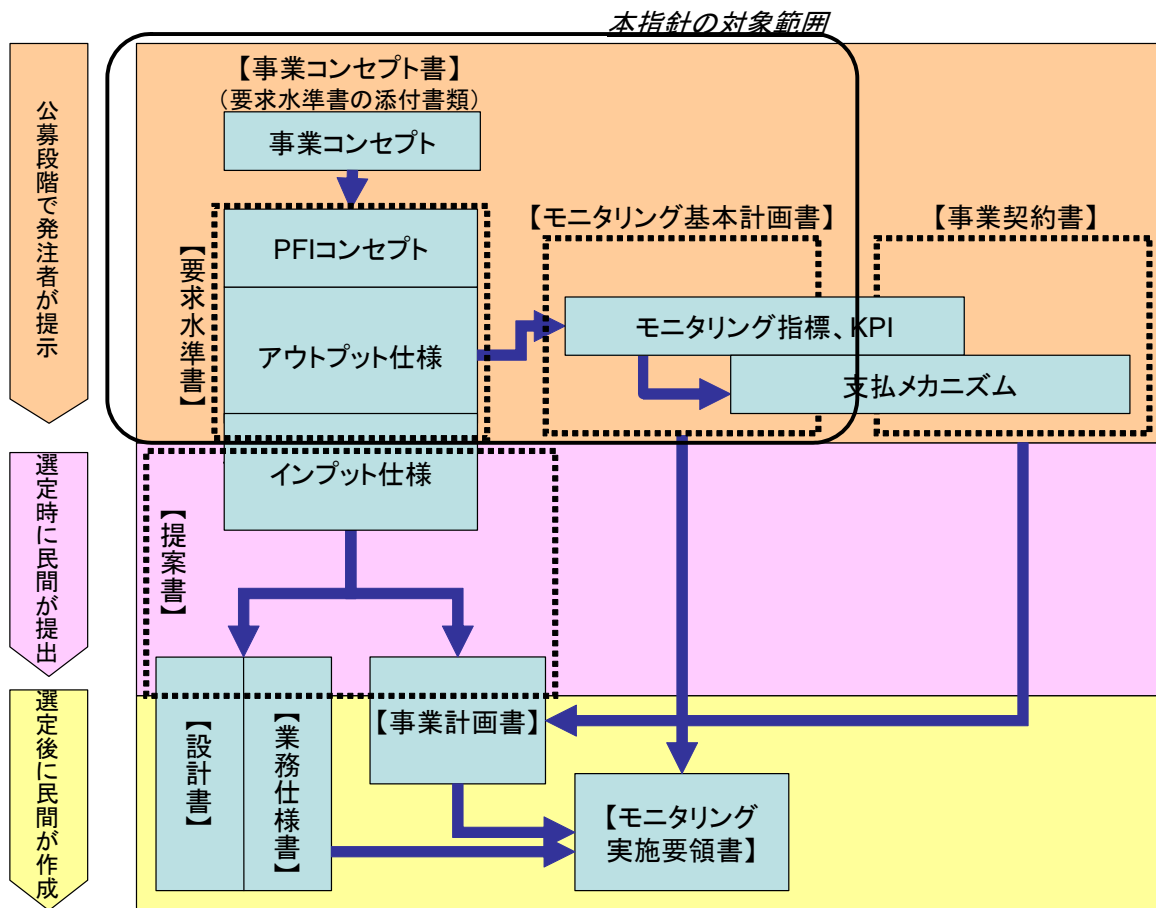 本指針の対象範囲
公募段階で発注者が提示
【事業コンセプト書】
（要求水準書の添付書類）
事業コンセプト
【要求水準書】
PFIコンセプト
アウトプット仕様
【モニタリング基本計画書】
【事業契約書】
モニタリング指標、KPI
支払メカニズム
選定時に民間が提出
インプット仕様
【提案書】
選定後に民間が作成
【設計書】
【業務仕様書】
【事業計画書】
【モニタリング
実施要領書】